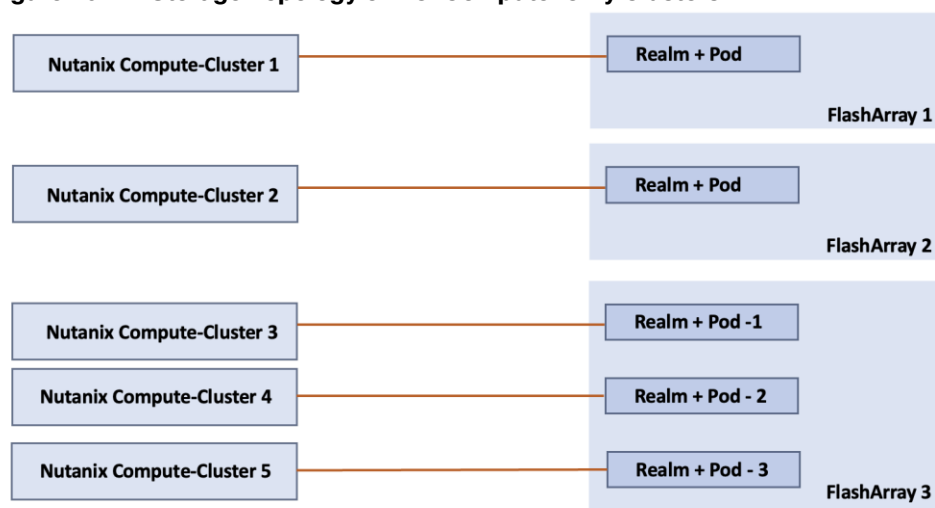 Nutanix Compute-Cluster 1
Realm + Pod
FlashArray 1
Nutanix Compute-Cluster 2
Realm + Pod
FlashArray 2
Nutanix Compute-Cluster 3
Realm + Pod -1
Nutanix Compute-Cluster 4
Realm + Pod - 2
Nutanix Compute-Cluster 5
Realm + Pod - 3
FlashArray 3